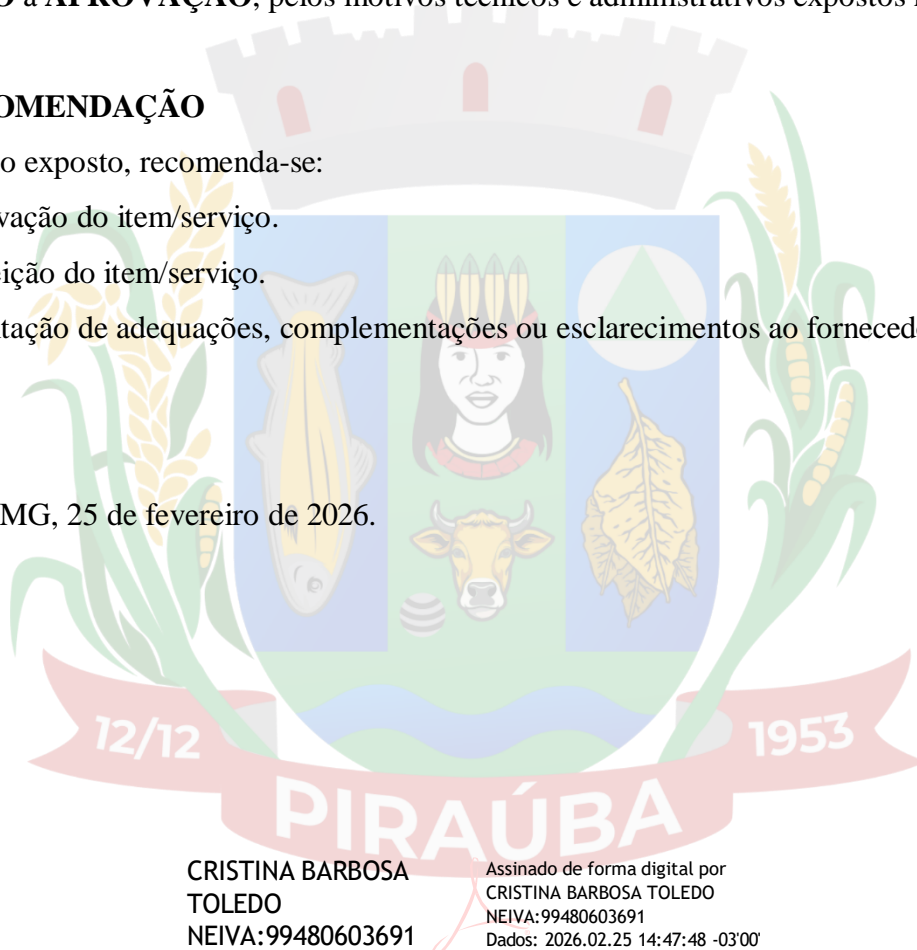 a APROVAÇÃO, pelos motivos técnicos e administrativos expostos
OMENDAÇÃO
o exposto, recomenda-se:
vação do item/serviço.
ição do item/serviço.
tação de adequações, complementações ou esclarecimentos ao forneced
MG, 25 de fevereiro de 2026.
12/12
1953
PIRAÚBA
CRISTINA BARBOSA
TOLEDO
NEIVA:99480603691
Assinado de forma digital por
CRISTINA BARBOSA TOLEDO
NEIVA:99480603691
Dados: 2026.02.25 14:47:48 -03'00'